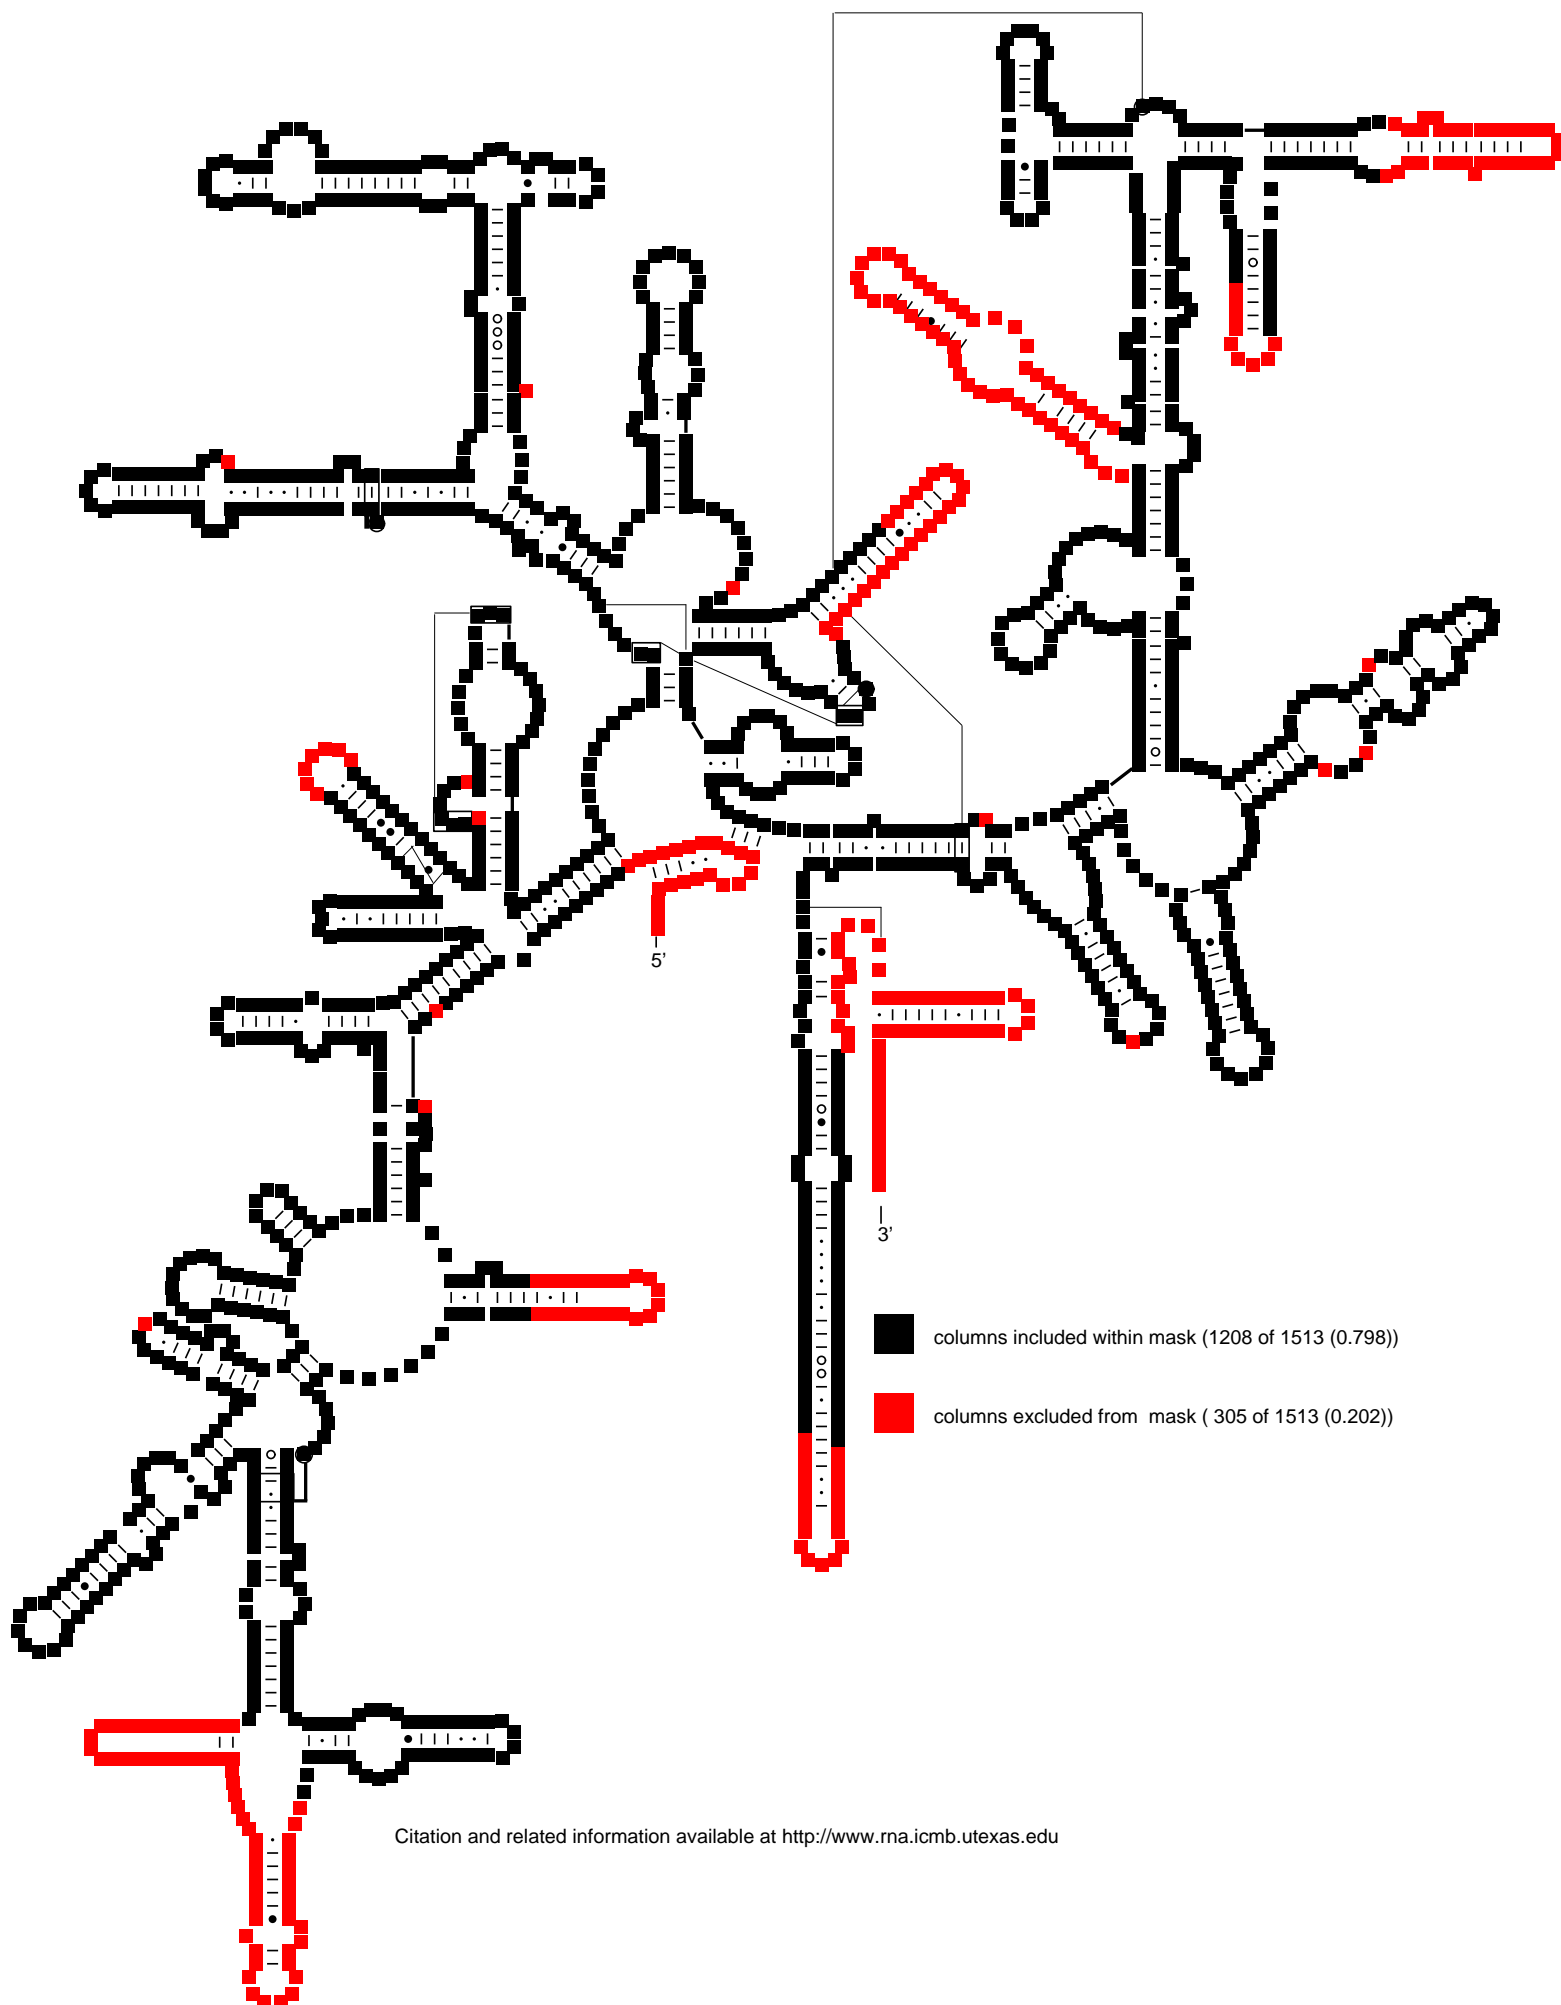 5’
3’
columns included within mask (1208 of 1513 (0.798))
columns excluded from  mask ( 305 of 1513 (0.202))
Citation and related information available at http://www.rna.icmb.utexas.edu